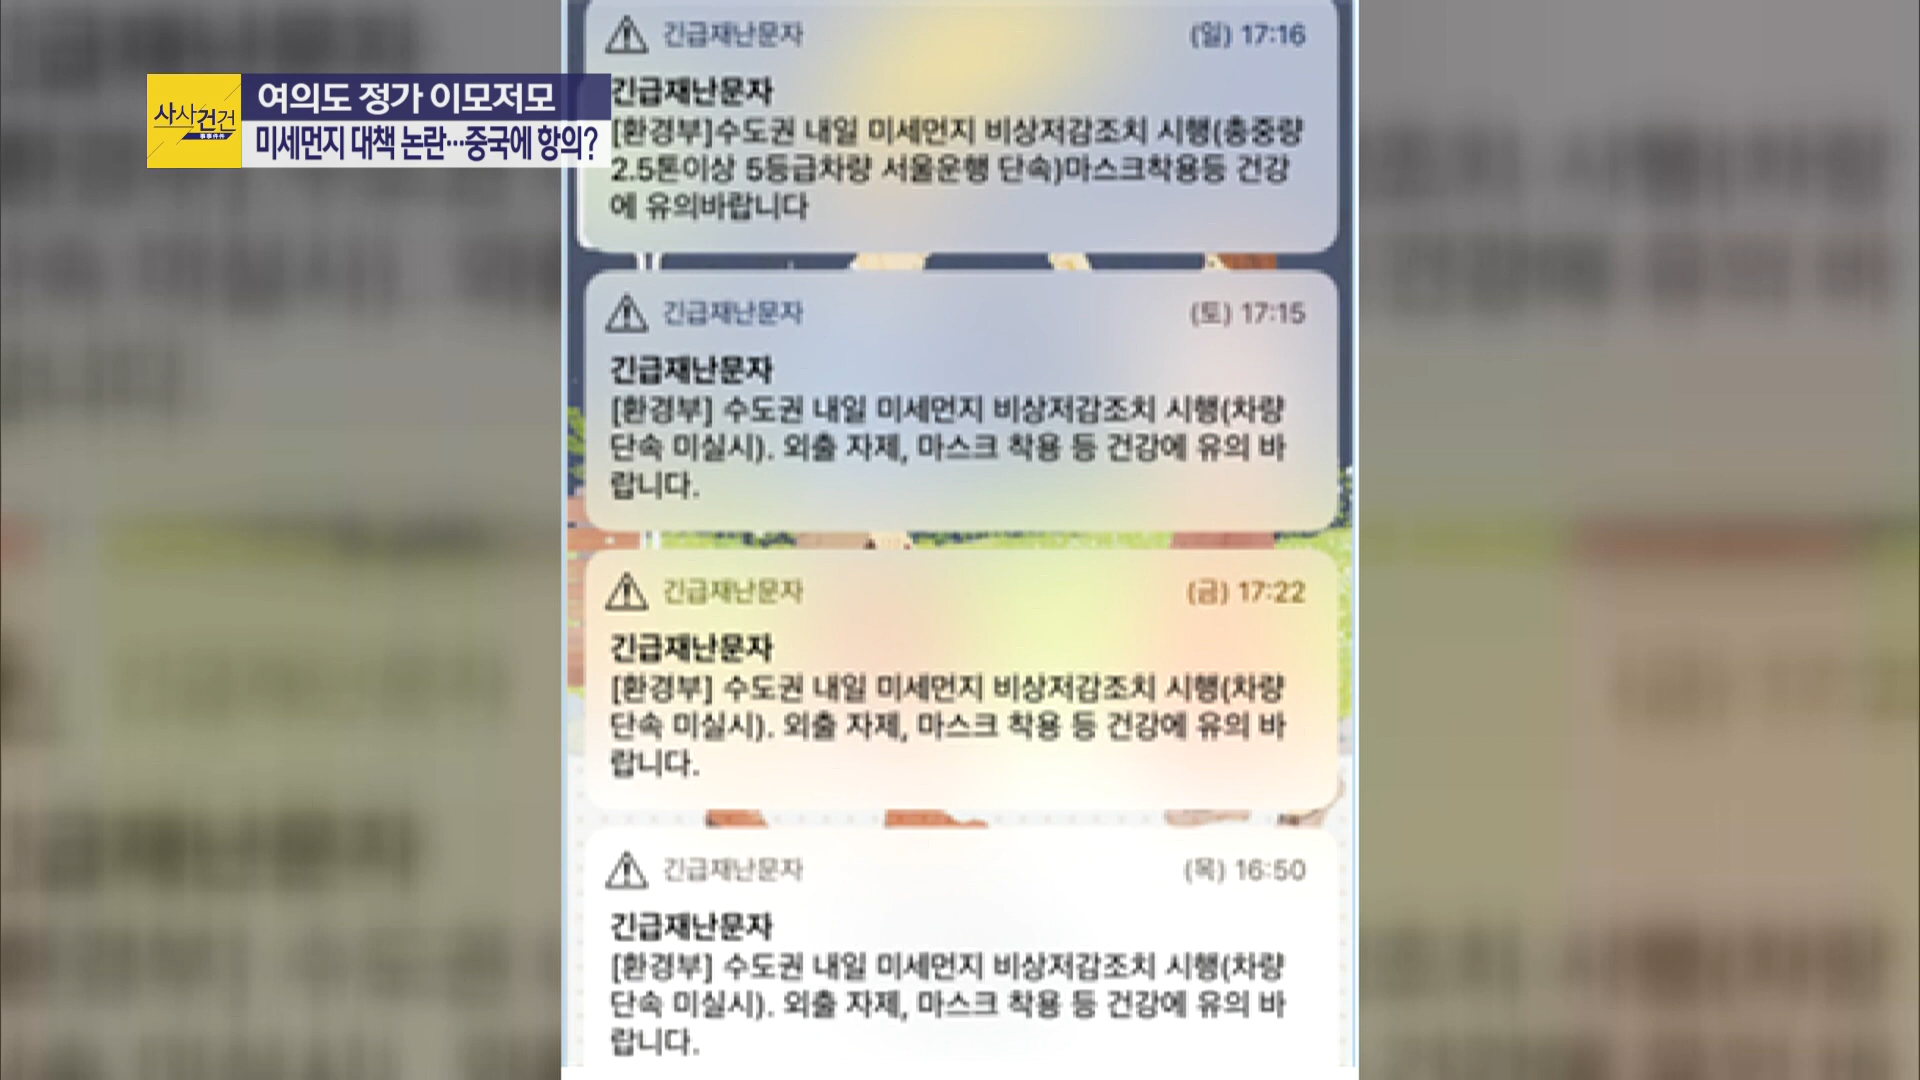 사사건건
事事件件
여의도 정가 이모저모
미세먼지 대책 논란…중국에 항의?
긴급재난문자 (일) 17:16
긴급재난문자
[환경부]수도권 내일 미세먼지 비상저감조치 시행(총중량
2.5톤이상 5등급차량 서울운행 단속)마스크착용등 건강
에 유의바랍니다
긴급재난문자 (토) 17:15
긴급재난문자
[환경부] 수도권 내일 미세먼지 비상저감조치 시행(차량
단속 미실시). 외출 자제, 마스크 착용 등 건강에 유의 바
랍니다.
긴급재난문자 (금) 17:22
긴급재난문자
[환경부] 수도권 내일 미세먼지 비상저감조치 시행(차량
단속 미실시). 외출 자제, 마스크 착용 등 건강에 유의 바
랍니다.
긴급재난문자 (목) 16:50
긴급재난문자
[환경부] 수도권 내일 미세먼지 비상저감조치 시행(차량
단속 미실시). 외출 자제, 마스크 착용 등 건강에 유의 바
랍니다.